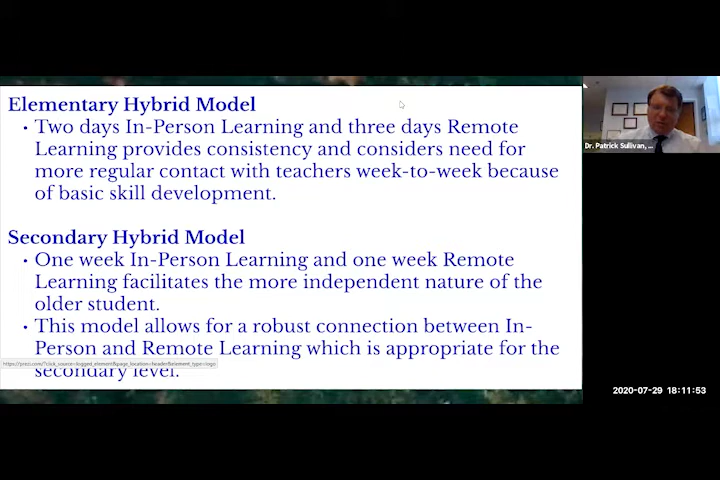 Elementary Hybrid Model
• Two days In-Person Learning and three days Remote
Learning provides consistency and considers need for
more regular contact with teachers week-to-week because
of basic skill development.
Secondary Hybrid Model
• One week In-Person Learning and one week Remote
Learning facilitates the more independent nature of the
older student.
• This model allows for a robust connection between In-
Person and Remote Learning which is appropriate for the
secondary level.
Dr. Patrick Sullivan, ...
2020-07-29 18:11:53